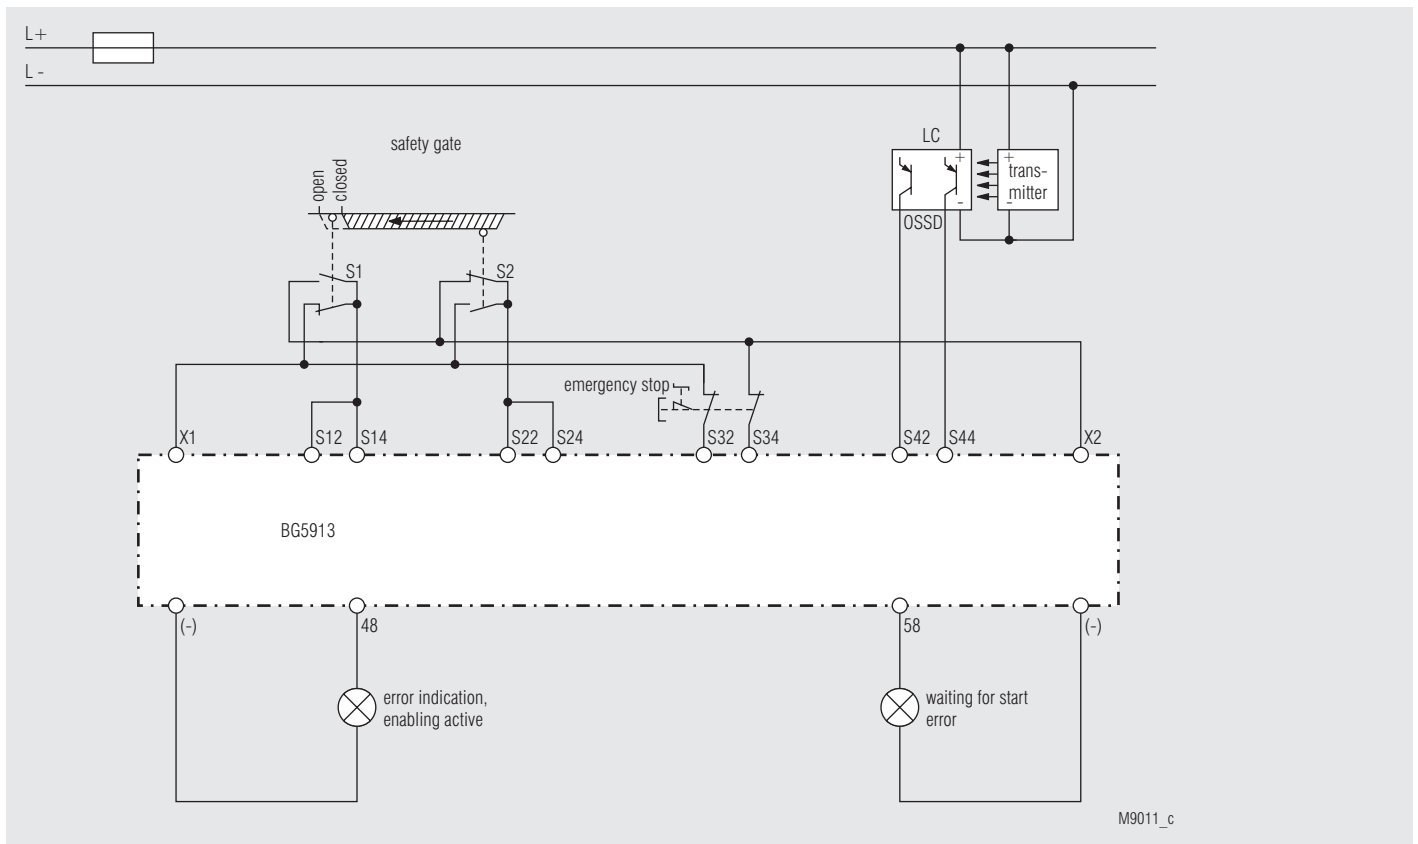 L+
L -
safety gate
open
closed
LC
+
-
OSSD
+
trans-
mitter
-
S1
S2
emergency stop
X1
S12
S14
S22
S24
S32
S34
S42
S44
X2
BG5913
(-)
48
58
(-)
error indication,
enabling active
waiting for start
error
M9011_c